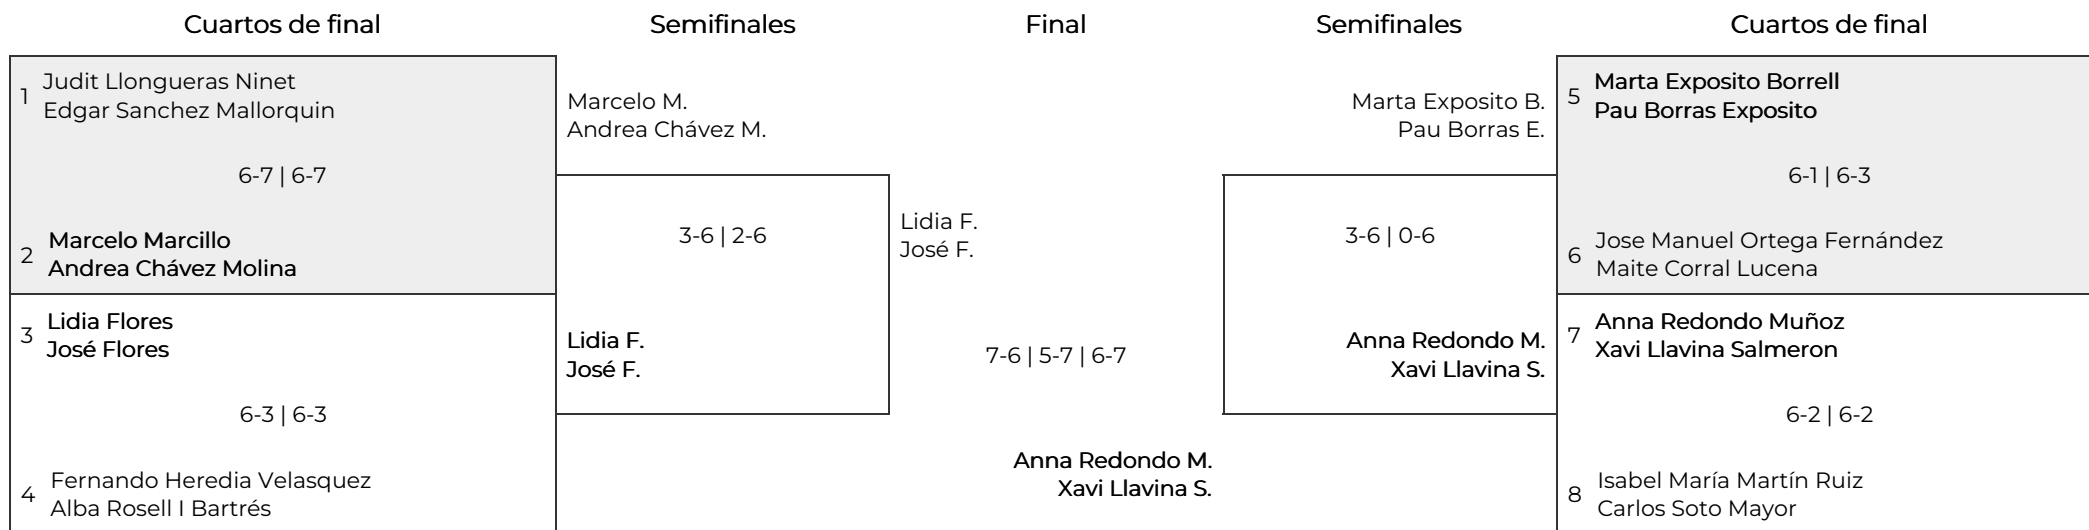 Cuartos de final
Semifinales
Final
Semifinales
Cuartos de final
1
Judit Llongueras Ninet
Edgar Sanchez Mallorquin
6-7 | 6-7
2
Marcelo Marcillo
Andrea Chávez Molina
3
Lidia Flores
José Flores
6-3 | 6-3
4
Fernando Heredia Velasquez
Alba Rosell I Bartrés
Marcelo M.
Andrea Chávez M.
3-6 | 2-6
Lidia F.
José F.
Lidia F.
José F.
7-6 | 5-7 | 6-7
Anna Redondo M.
Xavi Llavina S.
Marta Exposito B.
Pau Borras E.
3-6 | 0-6
Anna Redondo M.
Xavi Llavina S.
5
Marta Exposito Borrell
Pau Borras Exposito
6-1 | 6-3
6
Jose Manuel Ortega Fernández
Maite Corral Lucena
7
Anna Redondo Muñoz
Xavi Llavina Salmeron
6-2 | 6-2
8
Isabel María Martín Ruiz
Carlos Soto Mayor